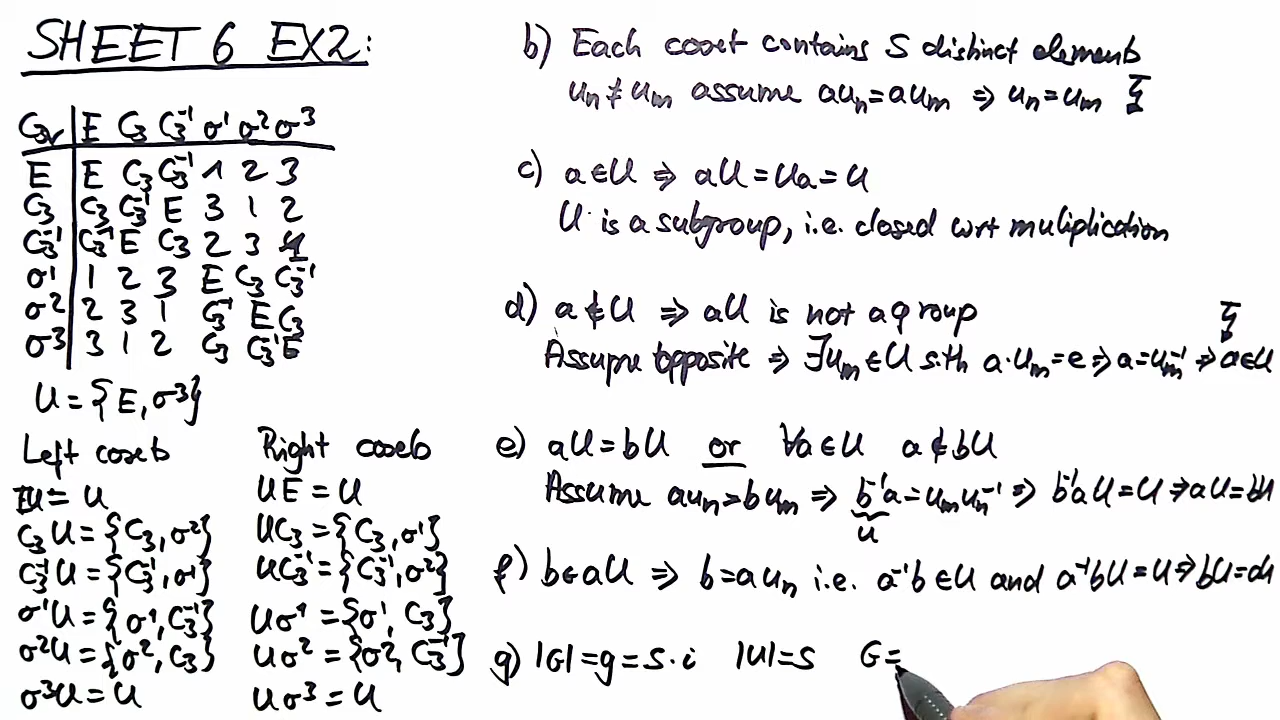 SHEET 6 EX2:
C3v | E C3 C3⁻¹ σ1 σ2 σ3
E | E C3 C3⁻¹ 1 2 3
C3 | C3 C3⁻¹ E 3 1 2
C3⁻¹ | C3⁻¹ E C3 2 3 1
σ1 | 1 2 3 E C3 C3⁻¹
σ2 | 2 3 1 C3⁻¹ E C3
σ3 | 3 1 2 C3 C3⁻¹ E
U = {E, σ3}
Left cosets
EU = U
C3U = {C3, σ2}
C3⁻¹U = {C3⁻¹, σ1}
σ1U = {σ1, C3⁻¹}
σ2U = {σ2, C3}
σ3U = U
Right cosets
UE = U
UC3 = {C3, σ1}
UC3⁻¹ = {C3⁻¹, σ2}
Uσ1 = {σ1, C3}
Uσ2 = {σ2, C3⁻¹}
Uσ3 = U
b) Each coset contains S distinct elements
uₙ ≠ uₘ assume auₙ = auₘ ⇒ uₙ = uₘ ↯
c) a ∈ U ⇒ aU = Ua = U
U is a subgroup, i.e. closed wrt muliplication
d) a ∉ U ⇒ aU is not a group
Assume opposite ⇒ ∃uₘ ∈ U s.th a·uₘ = e ⇒ a = uₘ⁻¹ ⇒ a ∈ U ↯
e) aU = bU or ∀a ∈ U a ∉ bU
Assume auₙ = buₘ ⇒ b⁻¹a = uₘuₙ⁻¹ ⇒ b⁻¹aU = U ⇒ aU = bU
U
f) b ∈ aU ⇒ b = auₙ i.e. a⁻¹b ∈ U and a⁻¹bU = U ⇒ bU = aU
g) |G| = g = S·i |U| = S G =